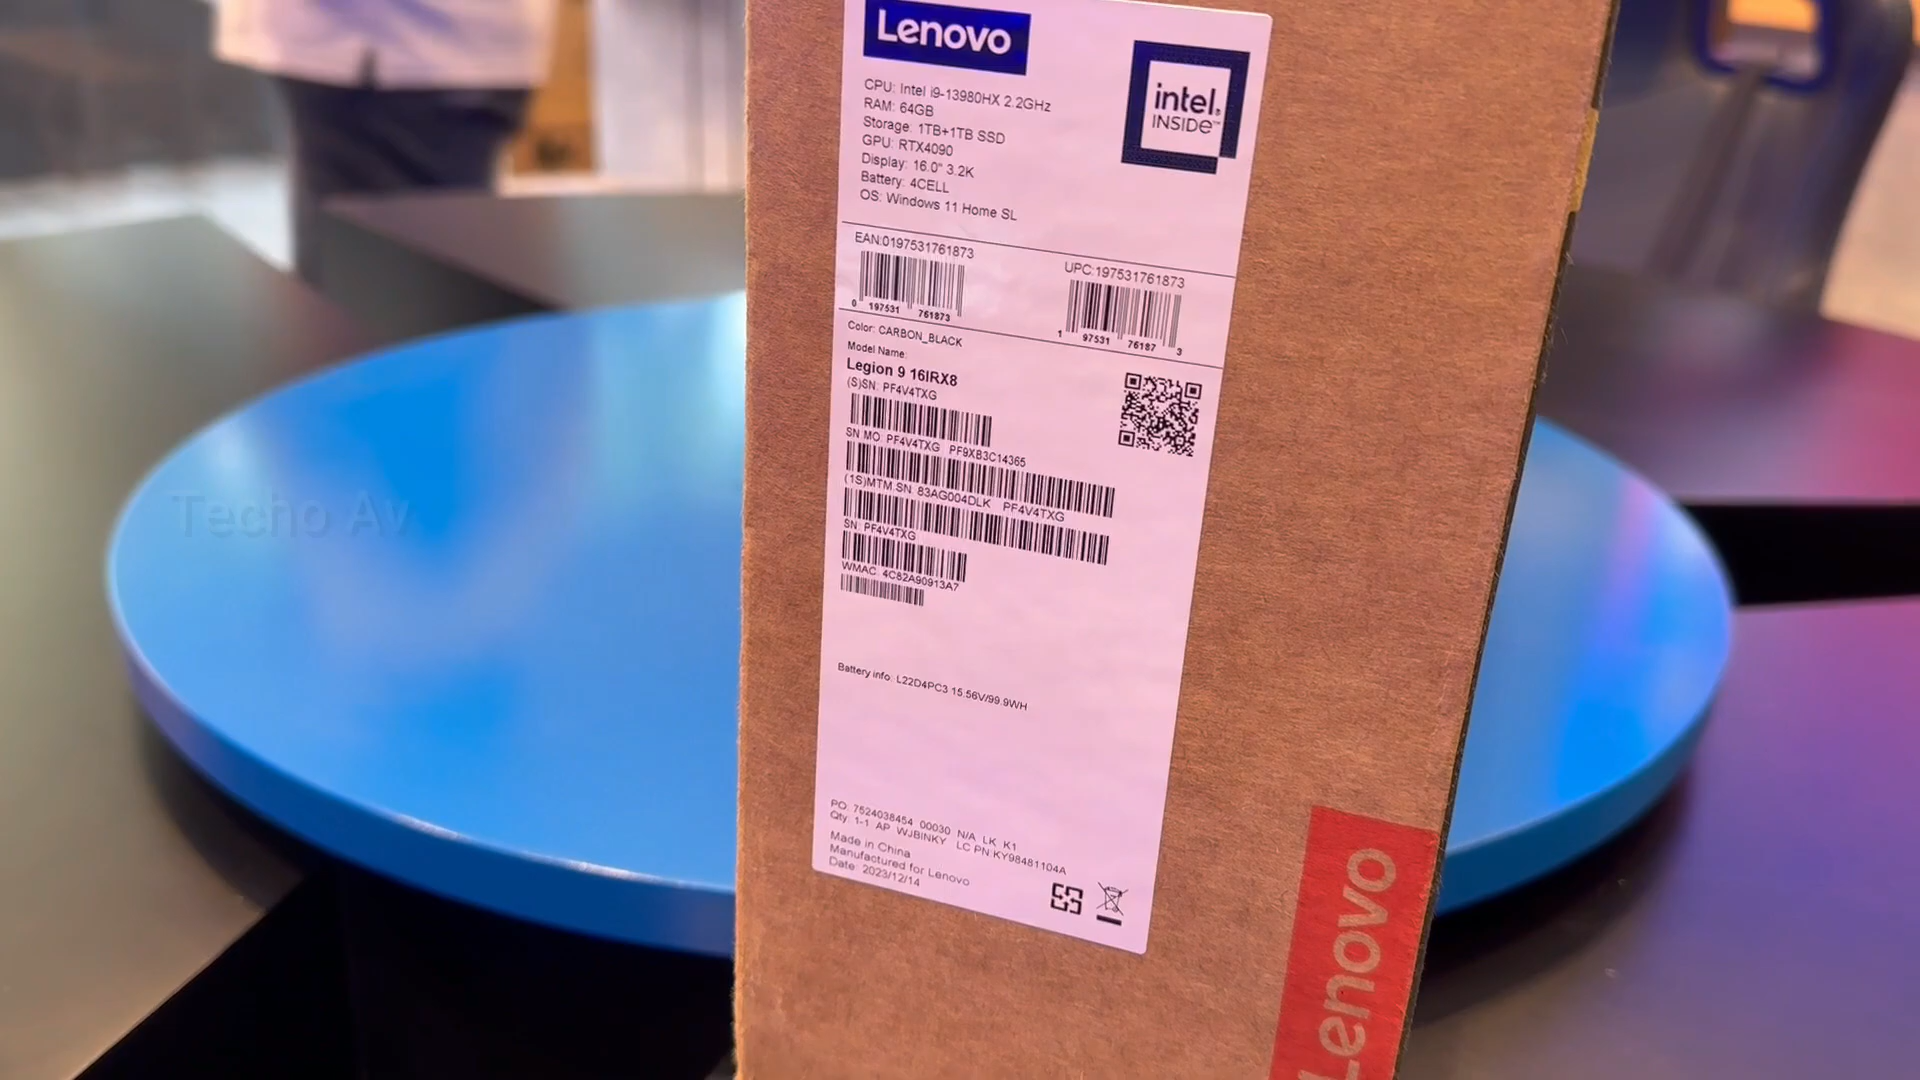 Lenovo
intel.
INSIDE™
CPU: Intel i9-13980HX 2.2GHz
RAM: 64GB
Storage: 1TB+1TB SSD
GPU: RTX4090
Display: 16.0" 3.2K
Battery: 4CELL
OS: Windows 11 Home SL
EAN:0197531761873
UPC:197531761873
0 197531 761873
1 97531 76187 3
Color: CARBON_BLACK
Model Name:
Legion 9 16IRX8
(S)SN: PF4V4TXG
SN MO: PF4V4TXG PF9XB3C14365
(1S)MTM.SN: 83AG004DLK PF4V4TXG
SN: PF4V4TXG
WMAC: 4C82A90913A7
Battery info: L22D4PC3 15.56V/99.9WH
PO: 7524038454 00030 N/A LK K1
Qty: 1-1 AP WJBINKY LC PN:KY98481104A
Made in China
Manufactured for Lenovo
Date: 2023/12/14
Lenovo
Techo Av